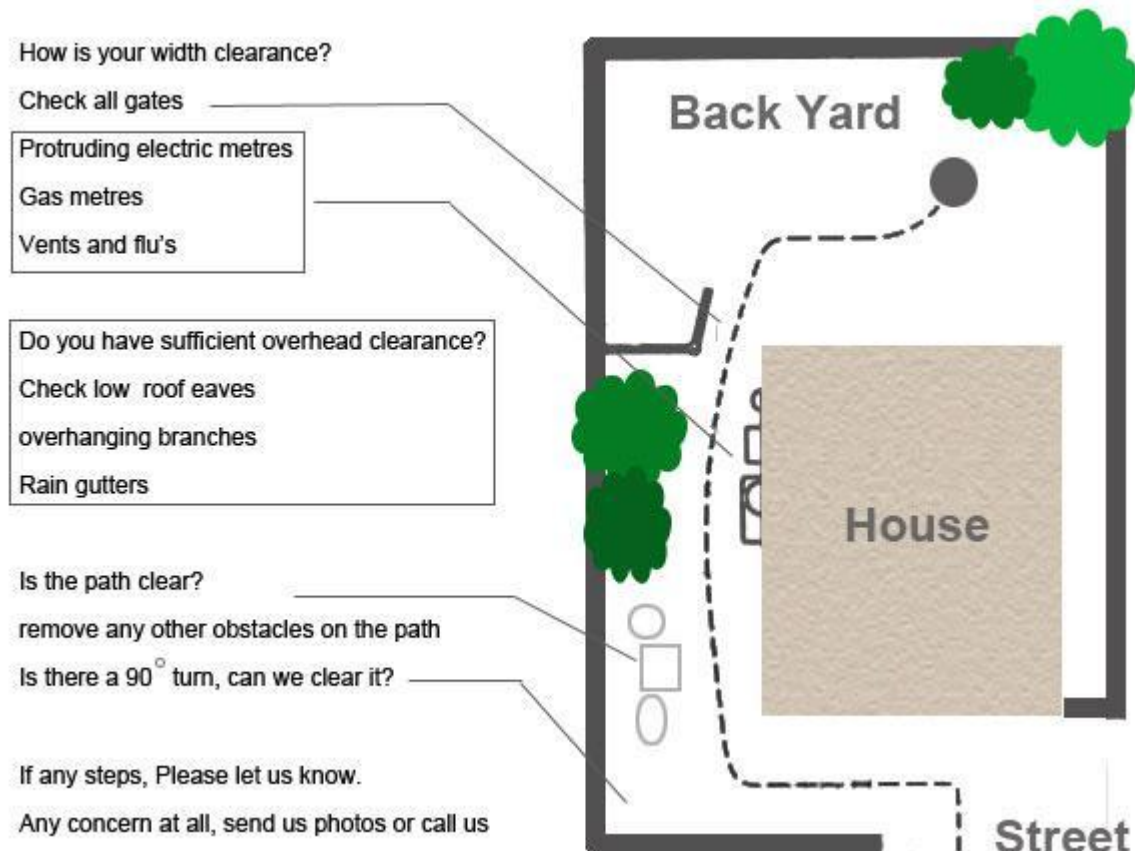 How is your width clearance?
Check all gates
Protruding electric metres
Gas metres
Vents and flu's
Do you have sufficient overhead clearance?
Check low roof eaves
overhanging branches
Rain gutters
Is the path clear?
remove any other obstacles on the path
Is there a 90° turn, can we clear it?
If any steps, Please let us know.
Any concern at all, send us photos or call us
Back Yard
House
Street